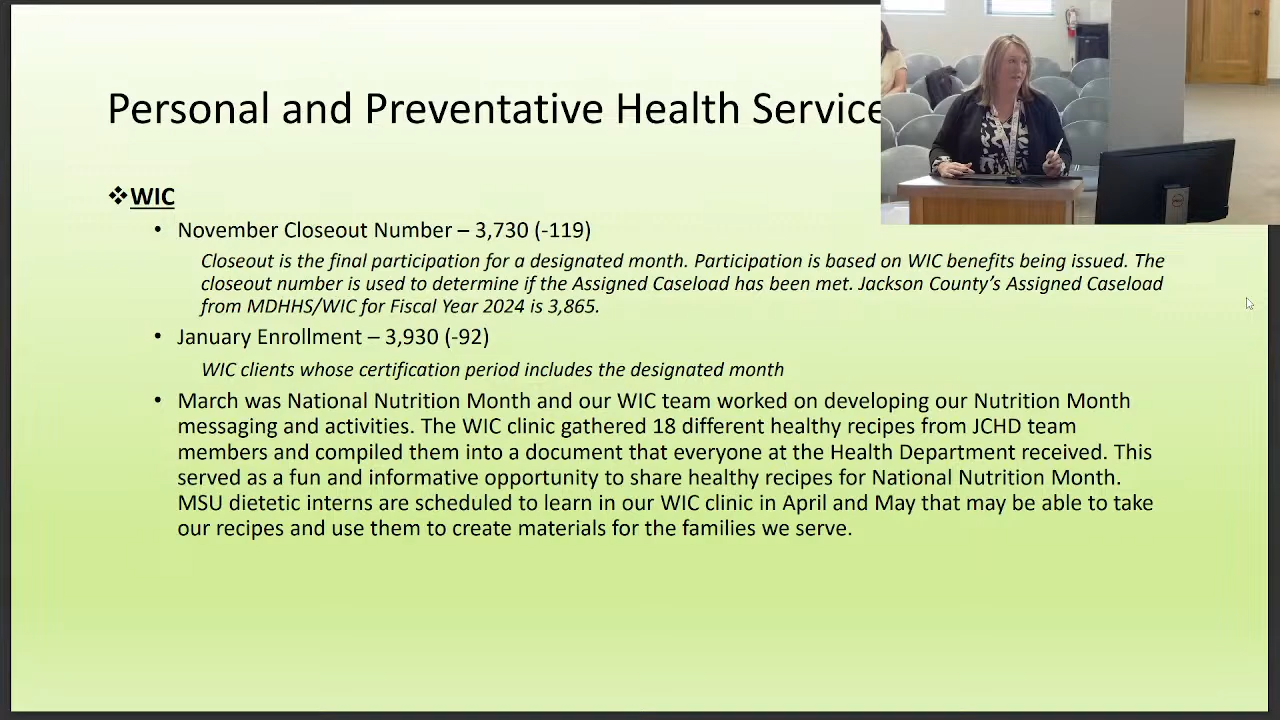 Personal and Preventative Health Service
❖WIC
• November Closeout Number – 3,730 (-119)
Closeout is the final participation for a designated month. Participation is based on WIC benefits being issued. The
closeout number is used to determine if the Assigned Caseload has been met. Jackson County’s Assigned Caseload
from MDHHS/WIC for Fiscal Year 2024 is 3,865.
• January Enrollment – 3,930 (-92)
WIC clients whose certification period includes the designated month
• March was National Nutrition Month and our WIC team worked on developing our Nutrition Month
messaging and activities. The WIC clinic gathered 18 different healthy recipes from JCHD team
members and compiled them into a document that everyone at the Health Department received. This
served as a fun and informative opportunity to share healthy recipes for National Nutrition Month.
MSU dietetic interns are scheduled to learn in our WIC clinic in April and May that may be able to take
our recipes and use them to create materials for the families we serve.